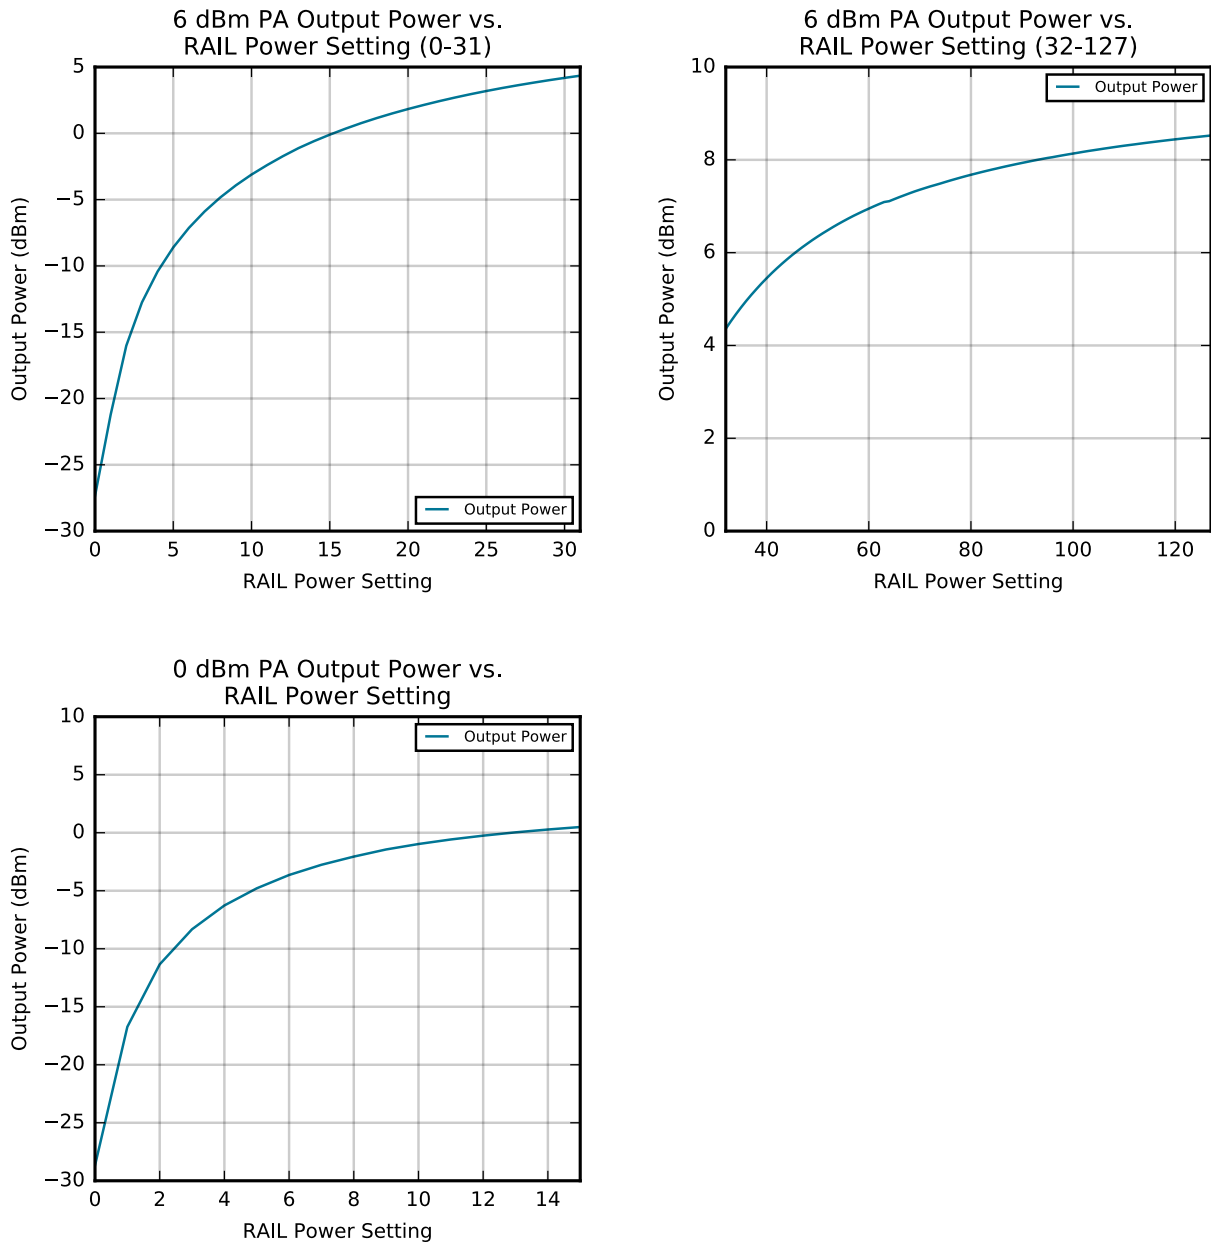 6 dBm PA Output Power vs.
RAIL Power Setting (0-31)
5
0
−5
−10
−15
−20
−25
−30
Output Power (dBm)
Output Power
0 5 10 15 20 25 30
RAIL Power Setting
6 dBm PA Output Power vs.
RAIL Power Setting (32-127)
10
8
6
4
2
0
Output Power (dBm)
Output Power
40 60 80 100 120
RAIL Power Setting
0 dBm PA Output Power vs.
RAIL Power Setting
10
5
0
−5
−10
−15
−20
−25
−30
Output Power (dBm)
Output Power
0 2 4 6 8 10 12 14
RAIL Power Setting